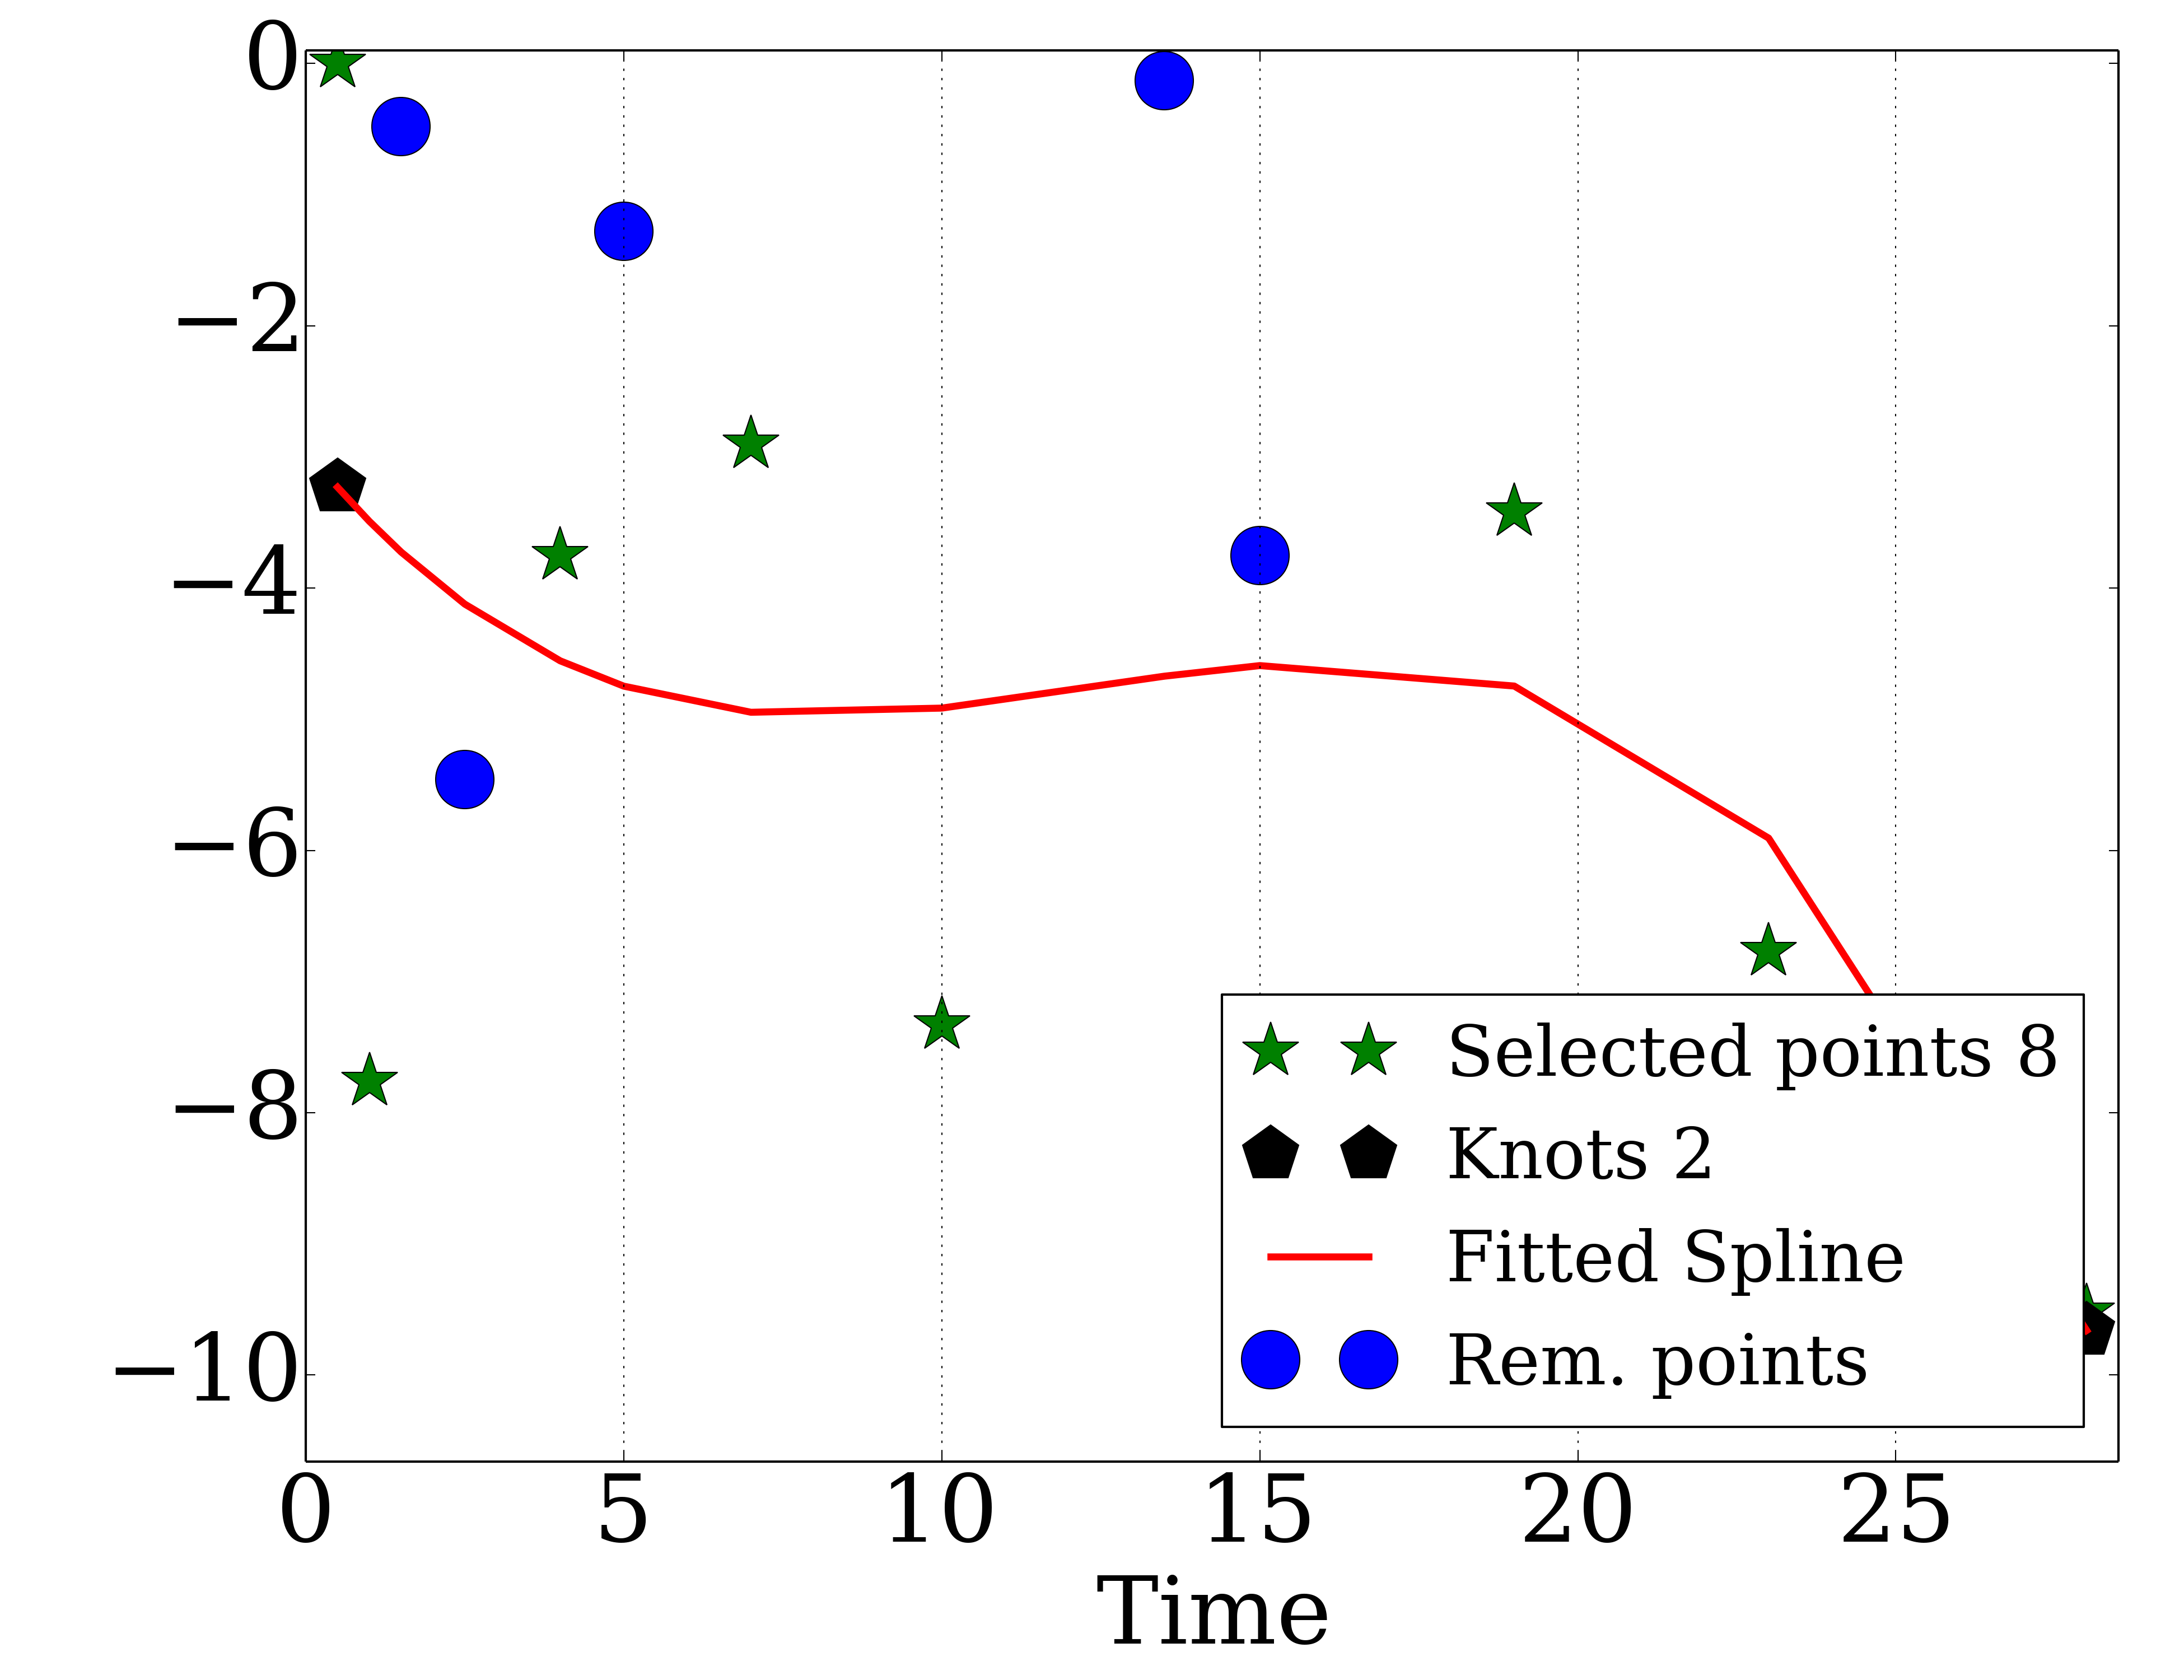 0
−2
−4
−6
−8
−10
Selected points 8
Knots 2
Fitted Spline
Rem. points
0 5 10 15 20 25
Time